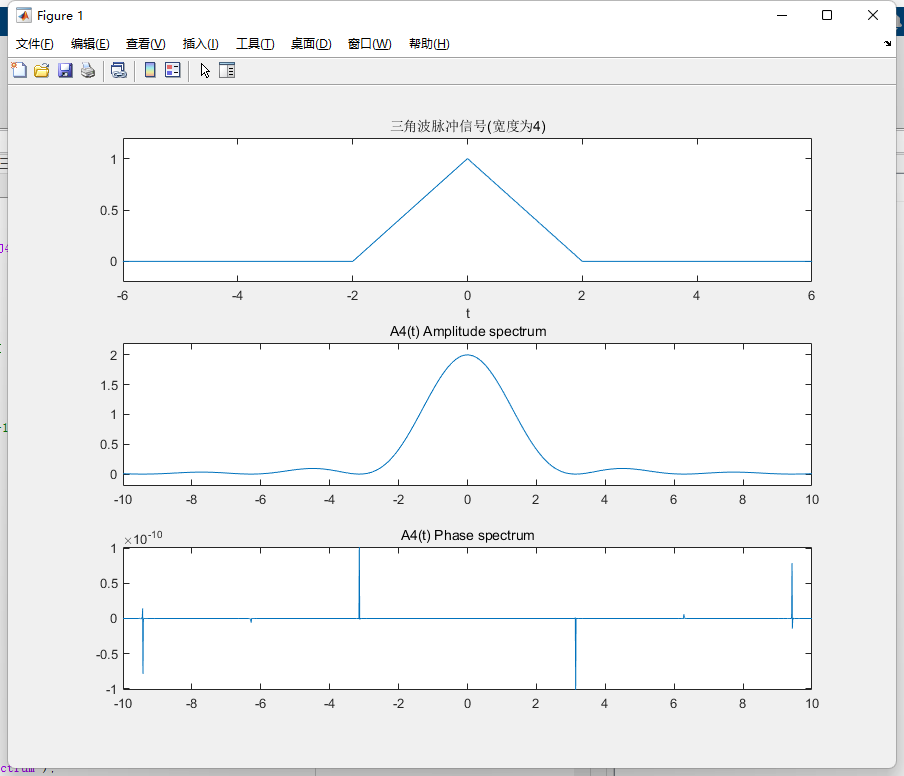 Figure 1
文件(F) 编辑(E) 查看(V) 插入(I) 工具(T) 桌面(D) 窗口(W) 帮助(H)
三角波脉冲信号(宽度为4)
1
0.5
0
-6 -4 -2 0 2 4 6
t
A4(t) Amplitude spectrum
2
1.5
1
0.5
0
-10 -8 -6 -4 -2 0 2 4 6 8 10
A4(t) Phase spectrum
×10^-10
1
0.5
0
-0.5
-1
-10 -8 -6 -4 -2 0 2 4 6 8 10